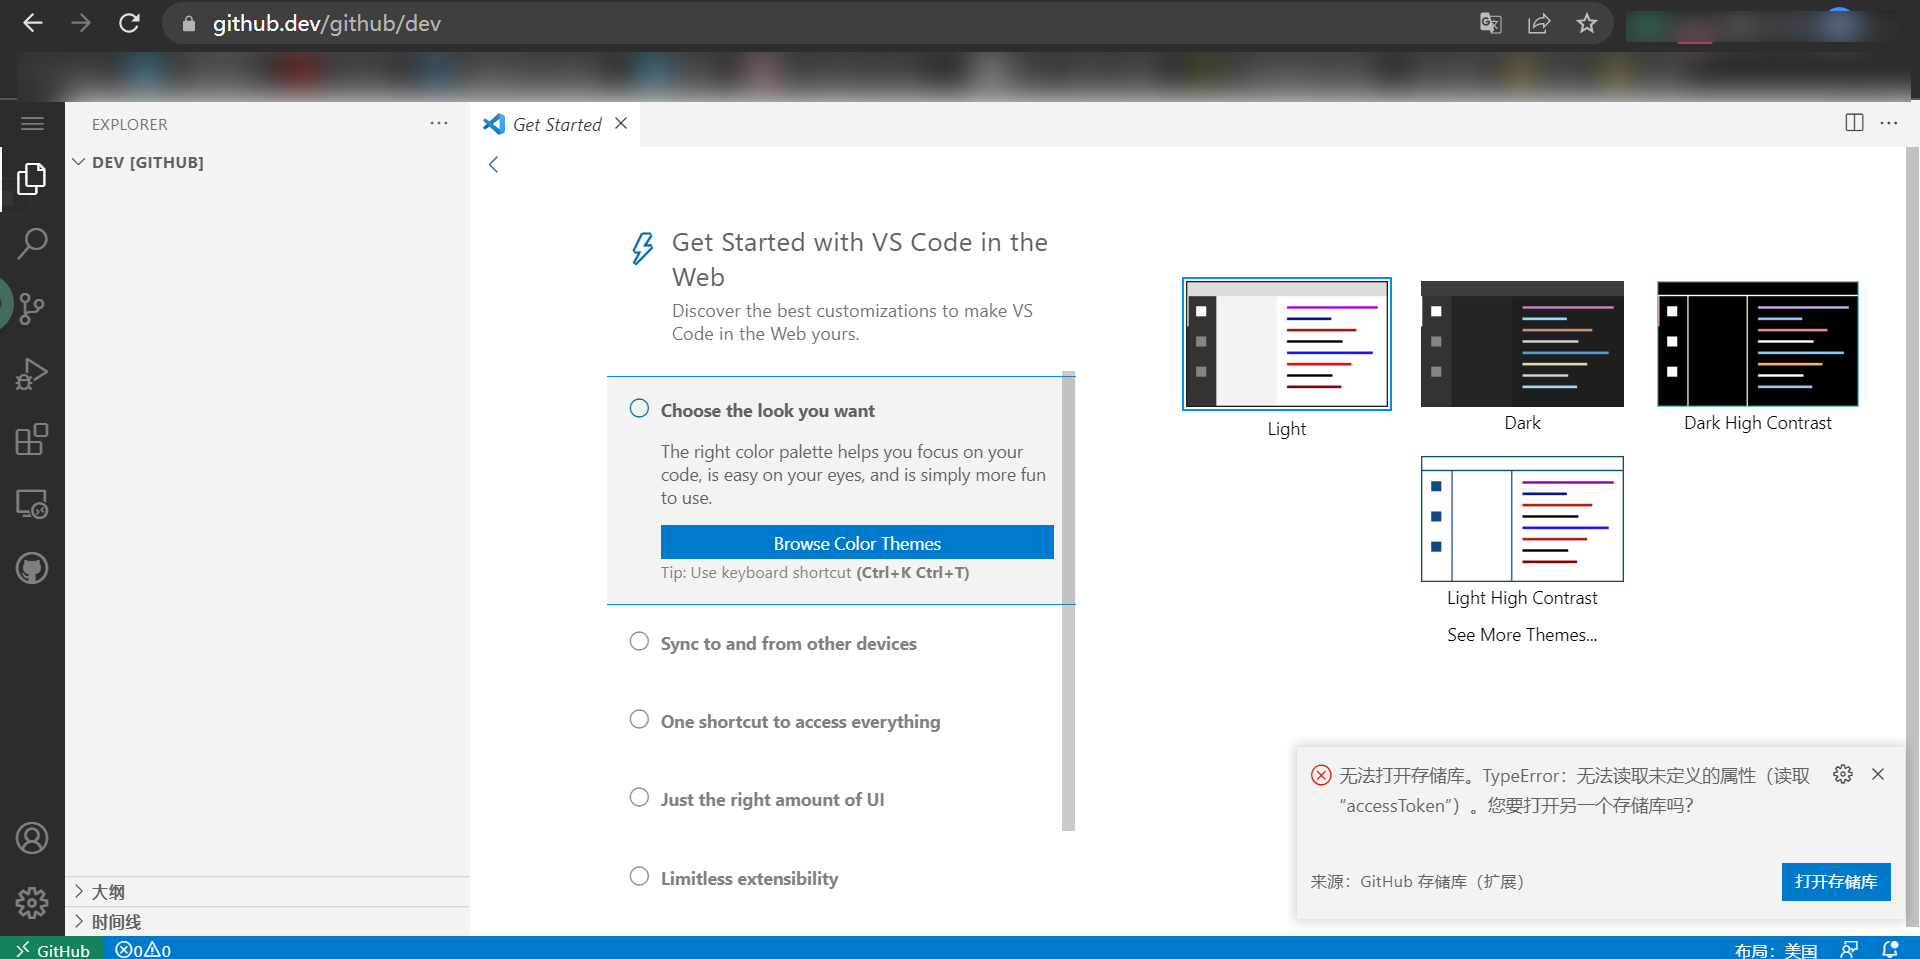 github.dev/github/dev
EXPLORER
Get Started
DEV [GITHUB]
Get Started with VS Code in the
Web
Discover the best customizations to make VS
Code in the Web yours.
Choose the look you want
The right color palette helps you focus on your
code, is easy on your eyes, and is simply more fun
to use.
Browse Color Themes
Tip: Use keyboard shortcut (Ctrl+K Ctrl+T)
Sync to and from other devices
One shortcut to access everything
Just the right amount of UI
Limitless extensibility
Light
Dark
Dark High Contrast
Light High Contrast
See More Themes...
无法打开存储库。TypeError：无法读取未定义的属性（读取
“accessToken”）。您要打开另一个存储库吗？
来源：GitHub 存储库（扩展）
打开存储库
大纲
时间线
GitHub
0 0
布局：美国